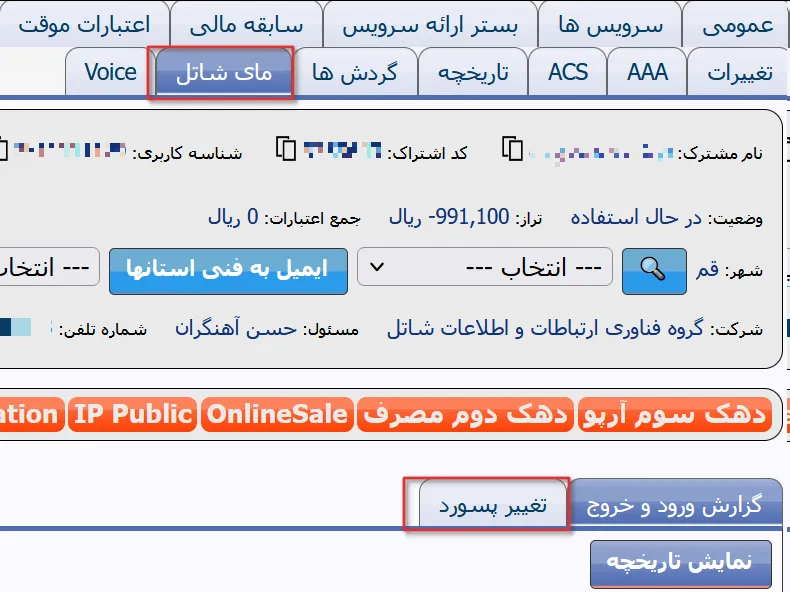 عمومی سرویس ها بستر ارائه سرویس سابقه مالی اعتبارات موقت
تغییرات AAA ACS تاریخچه گردش ها مای شاتل Voice
نام مشترک: کد اشتراک: شناسه کاربری:
وضعیت: در حال استفاده تراز: 991,100- ریال جمع اعتبارات: 0 ریال
شهر: قم --- انتخاب --- ایمیل به فنی استانها --- انتخاب
شرکت: گروه فناوری ارتباطات و اطلاعات شاتل مسئول: حسن آهنگران شماره تلفن:
دهک سوم آرپو دهک دوم مصرف OnlineSale IP Public ation
گزارش ورود و خروج تغییر پسورد
نمایش تاریخچه